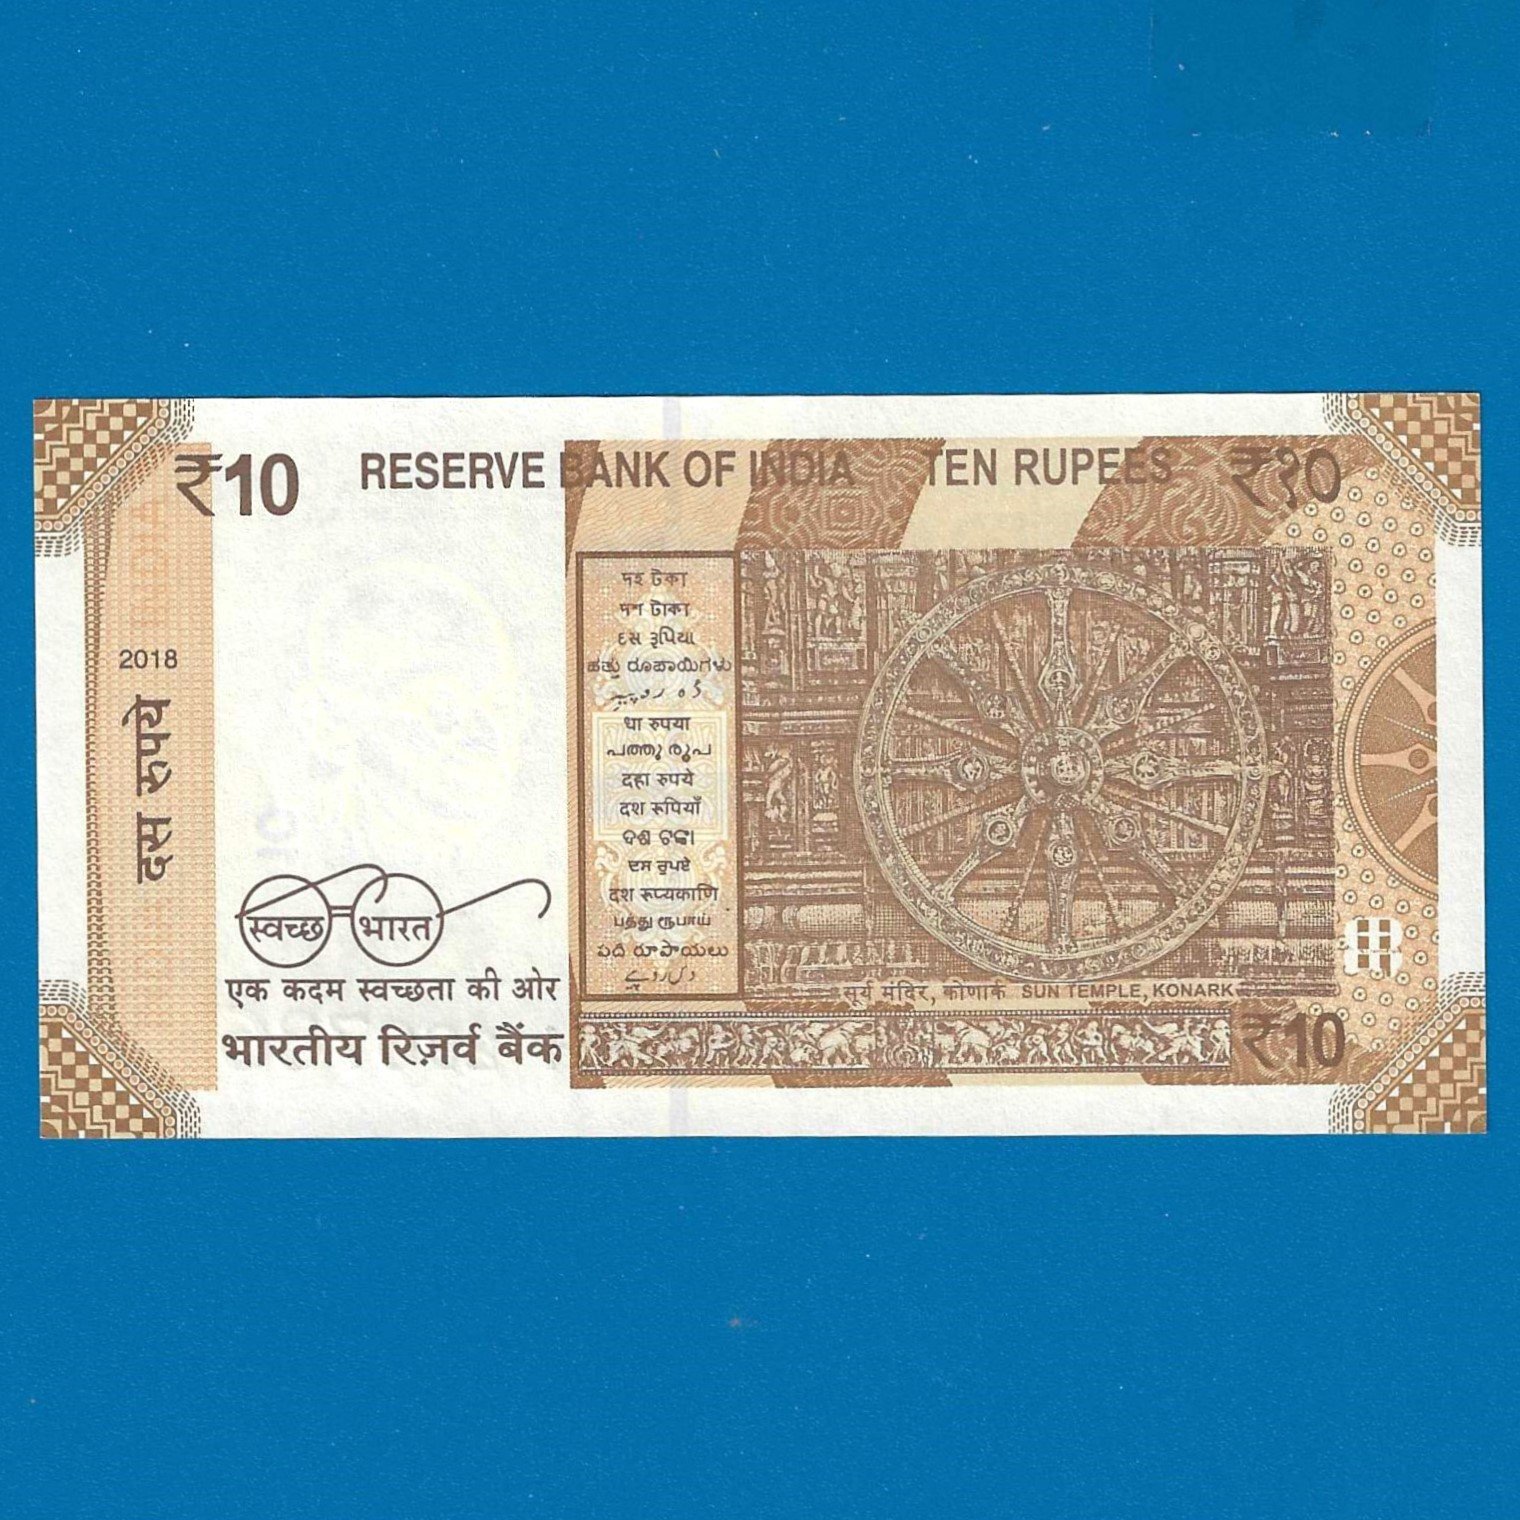 ₹10 RESERVE BANK OF INDIA TEN RUPEES ₹१०
2018
दस रुपये
দহ টকা
দশ টাকা
દસ રૂપિયા
ಹತ್ತು ರೂಪಾಯಿಗಳು
धा रुपया
പത്തു രൂപ
दहा रुपये
दश रूपियाँ
ଦଶ ଟଙ୍କା
ਦਸ ਰੁਪਏ
दश रूप्यकाणि
பத்து ரூபாய்
పది రూపాయలు
دس روپے
स्वच्छ भारत
एक कदम स्वच्छता की ओर
भारतीय रिज़र्व बैंक
सूर्य मंदिर, कोणार्क SUN TEMPLE, KONARK
₹10